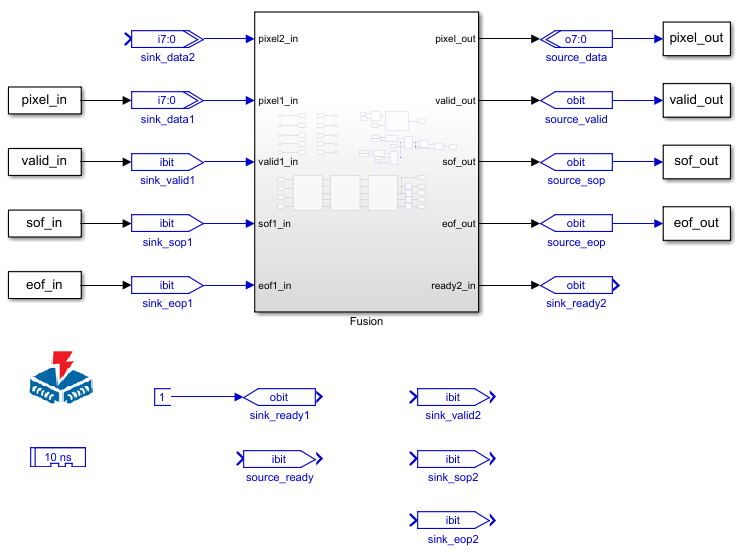 i7:0
pixel2_in
pixel_out
o7:0
pixel_out
sink_data2
source_data
pixel_in
i7:0
pixel1_in
valid_out
obit
valid_out
sink_data1
source_valid
valid_in
ibit
valid1_in
sof_out
obit
sof_out
sink_valid1
source_sop
sof_in
ibit
sof1_in
eof_out
obit
eof_out
sink_sop1
source_eop
eof_in
ibit
eof1_in
ready2_in
obit
sink_eop1
sink_ready2
Fusion
1
obit
ibit
sink_ready1
sink_valid2
10 ns
ibit
ibit
source_ready
sink_sop2
ibit
sink_eop2